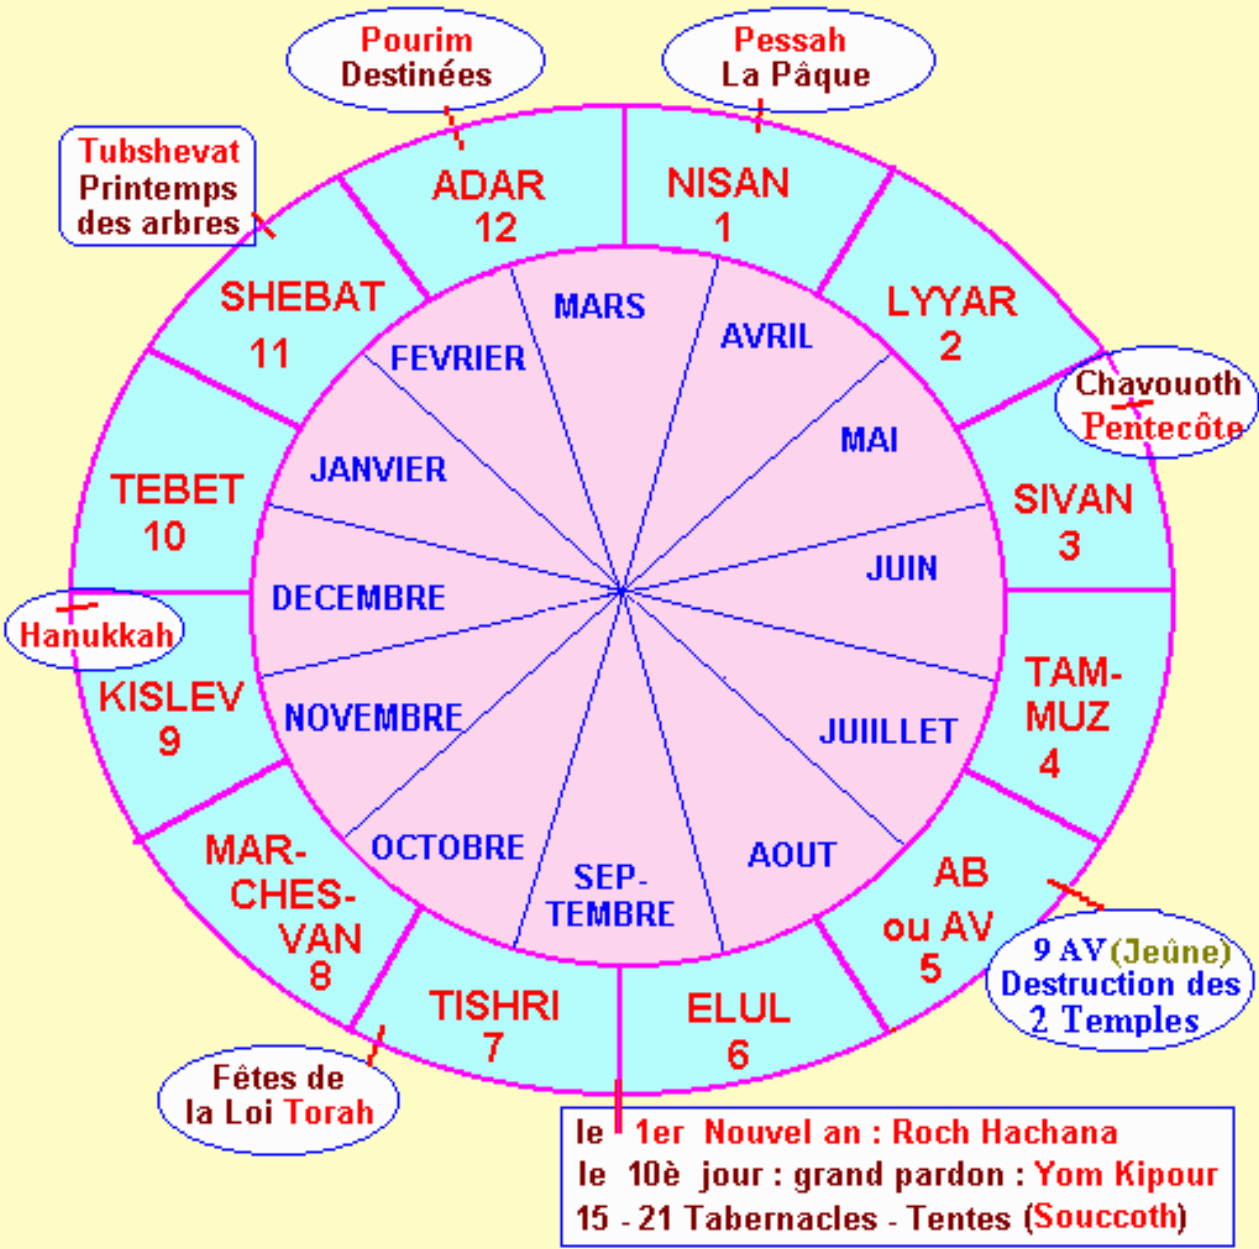 Pourim
Destinées
Pessah
La Pâque
Tubshevat
Printemps
des arbres
ADAR
12
NISAN
1
SHEBAT
11
LYYAR
2
MARS
AVRIL
FEVRIER
Chavouoth
Pentecôte
MAI
JANVIER
TEBET
10
SIVAN
3
JUIN
DECEMBRE
Hanukkah
KISLEV
9
NOVEMBRE
JUIILLET
TAM-
MUZ
4
OCTOBRE
AOUT
SEP-
TEMBRE
MAR-
CHES-
VAN
8
AB
ou AV
5
9 AV (Jeûne)
Destruction des
2 Temples
TISHRI
7
ELUL
6
Fêtes de
la Loi Torah
le 1er Nouvel an : Roch Hachana
le 10è jour : grand pardon : Yom Kipour
15 - 21 Tabernacles - Tentes (Souccoth)